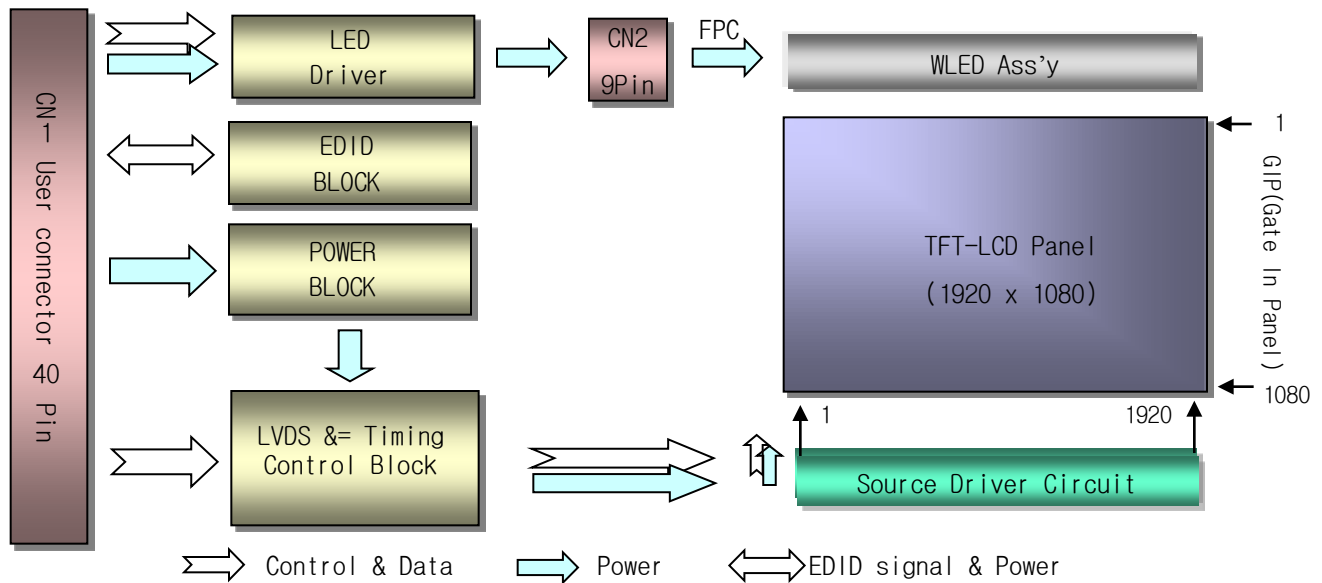 CN1- User connector 40 Pin
LED
Driver
CN2
9Pin
FPC
WLED Ass’y
EDID
BLOCK
POWER
BLOCK
LVDS &= Timing
Control Block
TFT-LCD Panel
(1920 x 1080)
1
GIP(Gate In Panel)
1080
1
1920
Source Driver Circuit
Control & Data
Power
EDID signal & Power